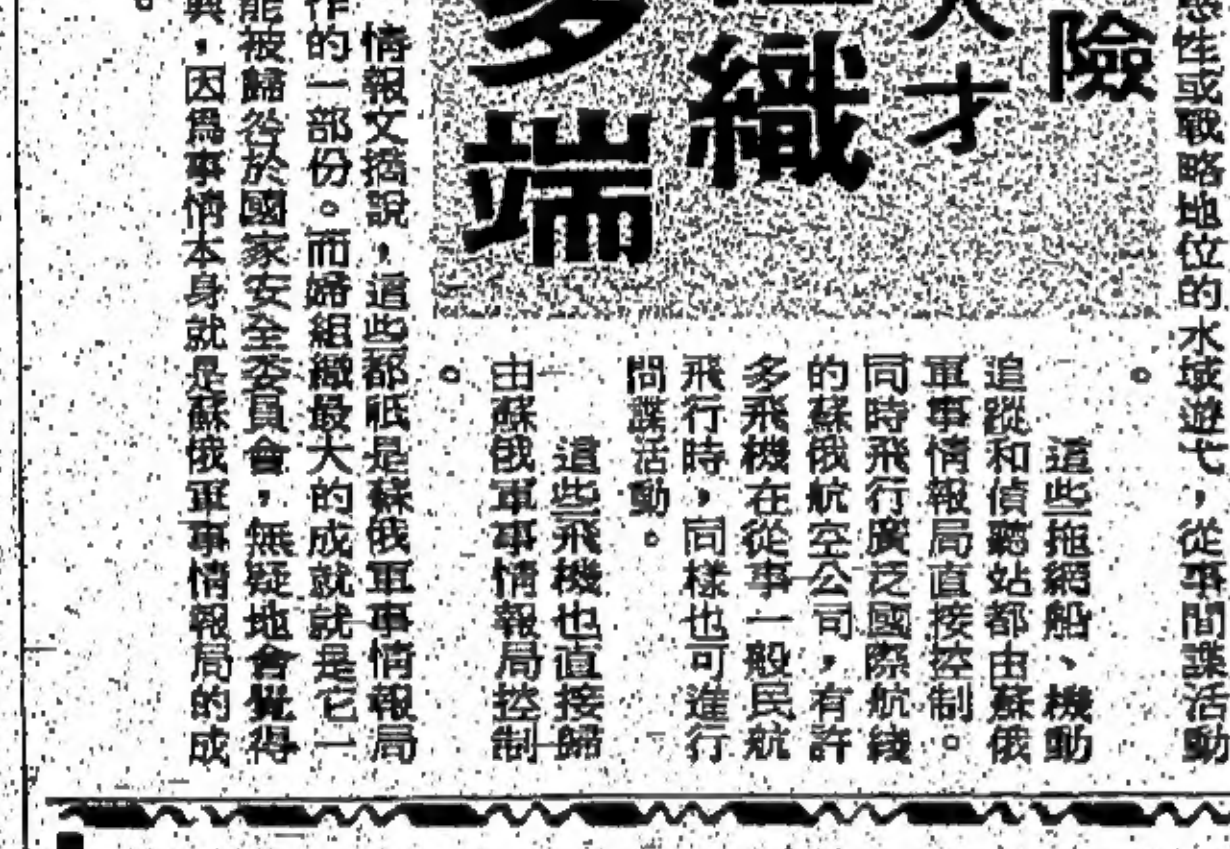 險
人才
組織
多端
感性或戰略地位的水域遊弋，從事間諜活動
。
這些拖網船、機動
追蹤和偵聽站都由蘇俄
軍事情報局直接控制。
同時飛行廣泛國際航綫
的蘇俄航空公司，有許
多飛機在從事一般民航
飛行時，同樣也可進行
間諜活動。
這些飛機也直接歸
由蘇俄軍事情報局控制
。
情報文摘說，這些都祇是蘇俄軍事情報局
作的一部份。而歸組織最大的成就就是它一
能被歸咎於國家安全委員會，無疑地會覺得
興，因爲事情本身就是蘇俄軍事情報局的成
。